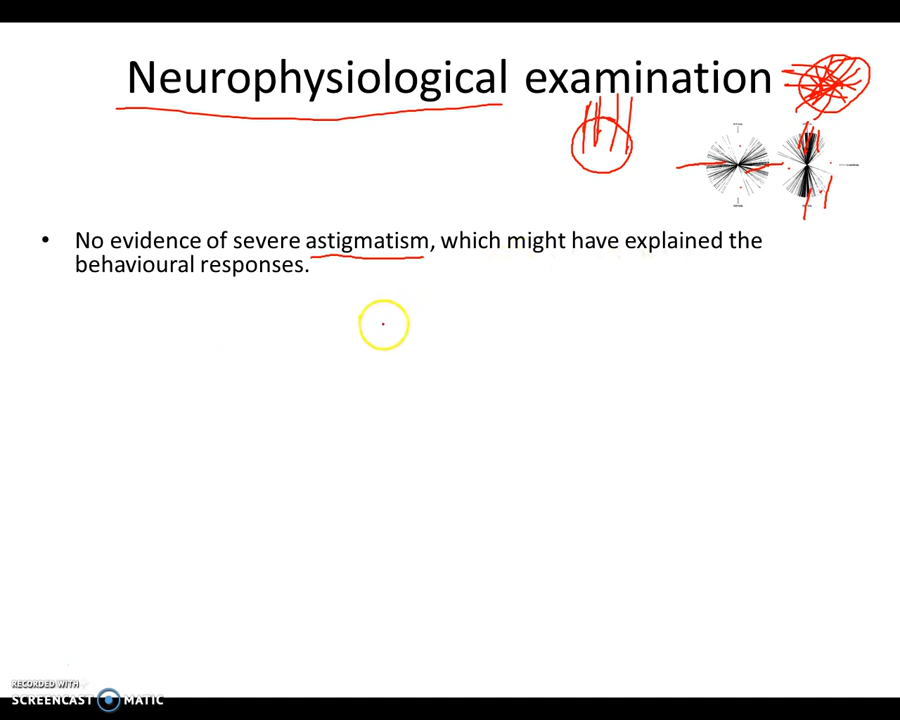 Neurophysiological examination
• No evidence of severe astigmatism, which might have explained the
behavioural responses.
RECORDED WITH
SCREENCAST MATIC